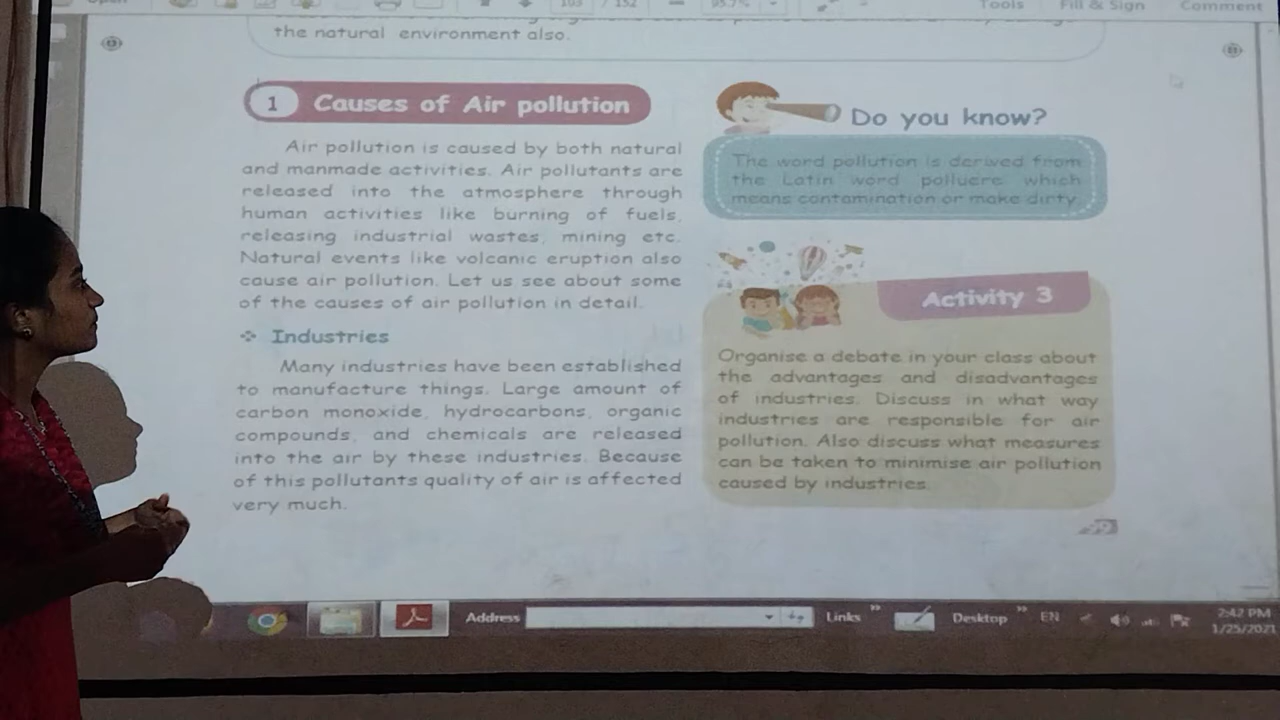 Open
103 / 152
95.7%
Tools
Fill & Sign
Comment
the natural environment also.
1 Causes of Air pollution
Air pollution is caused by both natural
and manmade activities. Air pollutants are
released into the atmosphere through
human activities like burning of fuels,
releasing industrial wastes, mining etc.
Natural events like volcanic eruption also
cause air pollution. Let us see about some
of the causes of air pollution in detail.
❖ Industries
Many industries have been established
to manufacture things. Large amount of
carbon monoxide, hydrocarbons, organic
compounds, and chemicals are released
into the air by these industries. Because
of this pollutants quality of air is affected
very much.
Do you know?
The word pollution is derived from
the Latin word polluere which
means contamination or make dirty.
Activity 3
Organise a debate in your class about
the advantages and disadvantages
of industries. Discuss in what way
industries are responsible for air
pollution. Also discuss what measures
can be taken to minimise air pollution
caused by industries.
Address
Links »
Desktop »
EN
2:42 PM
1/25/2021